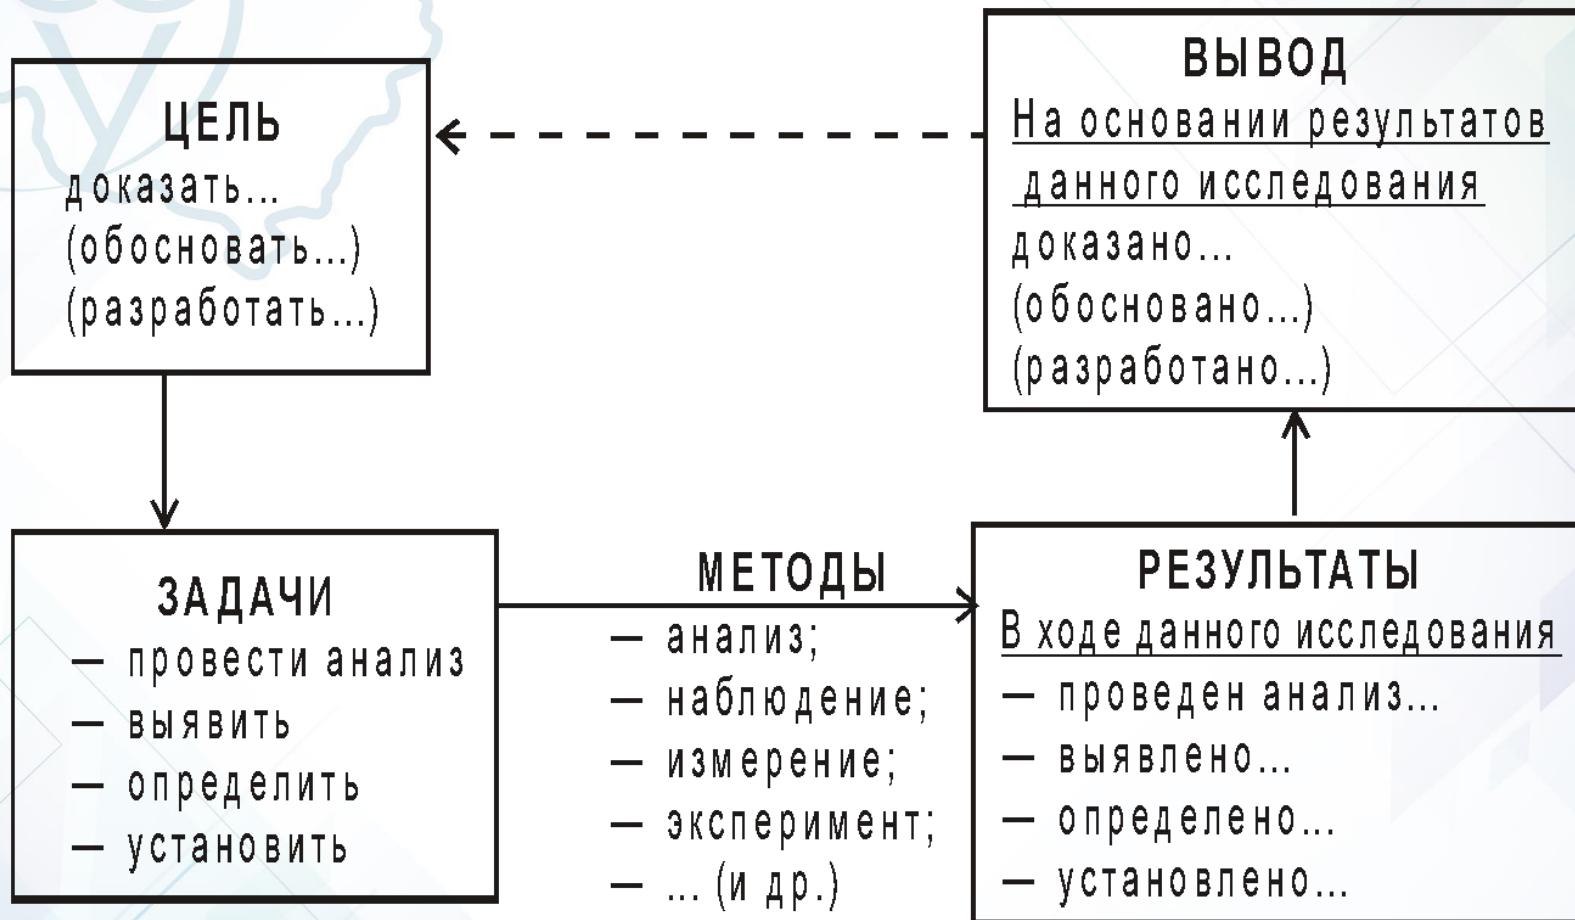 ЦЕЛЬ
доказать...
(обосновать...)
(разработать...)
ЗАДАЧИ
— провести анализ
— выявить
— определить
— установить
МЕТОДЫ
— анализ;
— наблюдение;
— измерение;
— эксперимент;
— ... (и др.)
РЕЗУЛЬТАТЫ
В ходе данного исследования
— проведен анализ...
— выявлено...
— определено...
— установлено...
ВЫВОД
На основании результатов
данного исследования
доказано...
(обосновано...)
(разработано...)